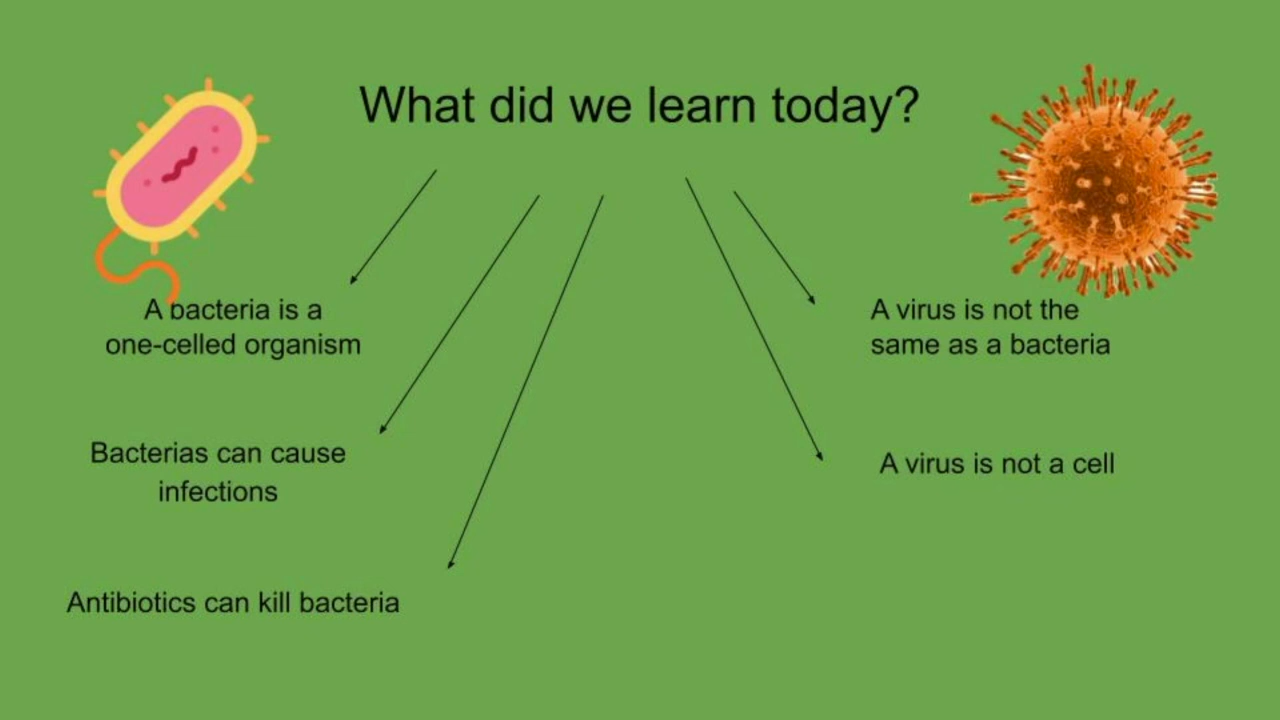 What did we learn today?
A bacteria is a
one-celled organism
Bacterias can cause
infections
Antibiotics can kill bacteria
A virus is not the
same as a bacteria
A virus is not a cell